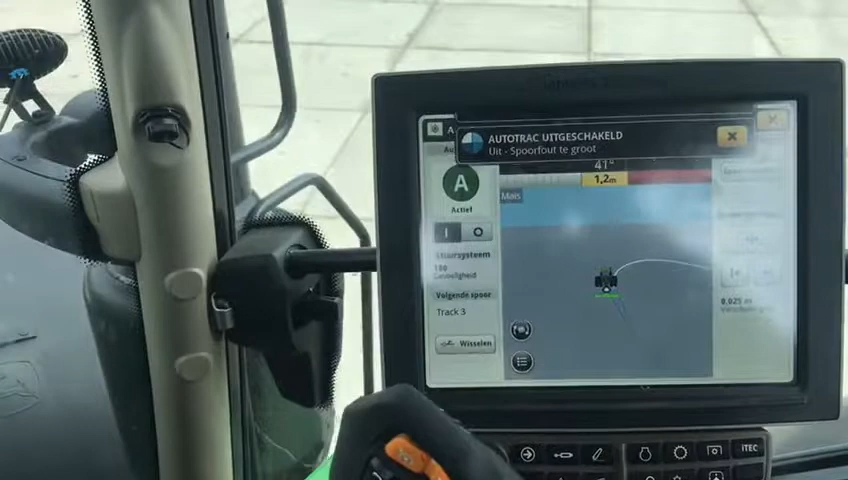 AUTOTRAC UITGESCHAKELD
Uit - Spoorfout te groot
41°
1,2m
Mais
A
Actief
I O
Stuursysteem
180
Gevoeligheid
Volgende spoor
Track 3
Wisselen
0.025 m
iTEC